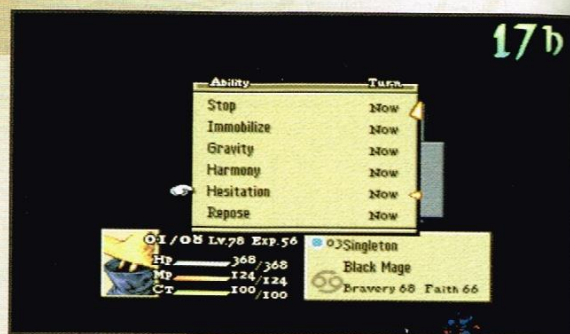 17h
Ability Turn
Stop Now
Immobilize Now
Gravity Now
Harmony Now
Hesitation Now
Repose Now
01/08 Lv.78 Exp.56
Hp 368/368
Mp 124/124
CT 100/100
03 Singleton
Black Mage
Bravery 68 Faith 66